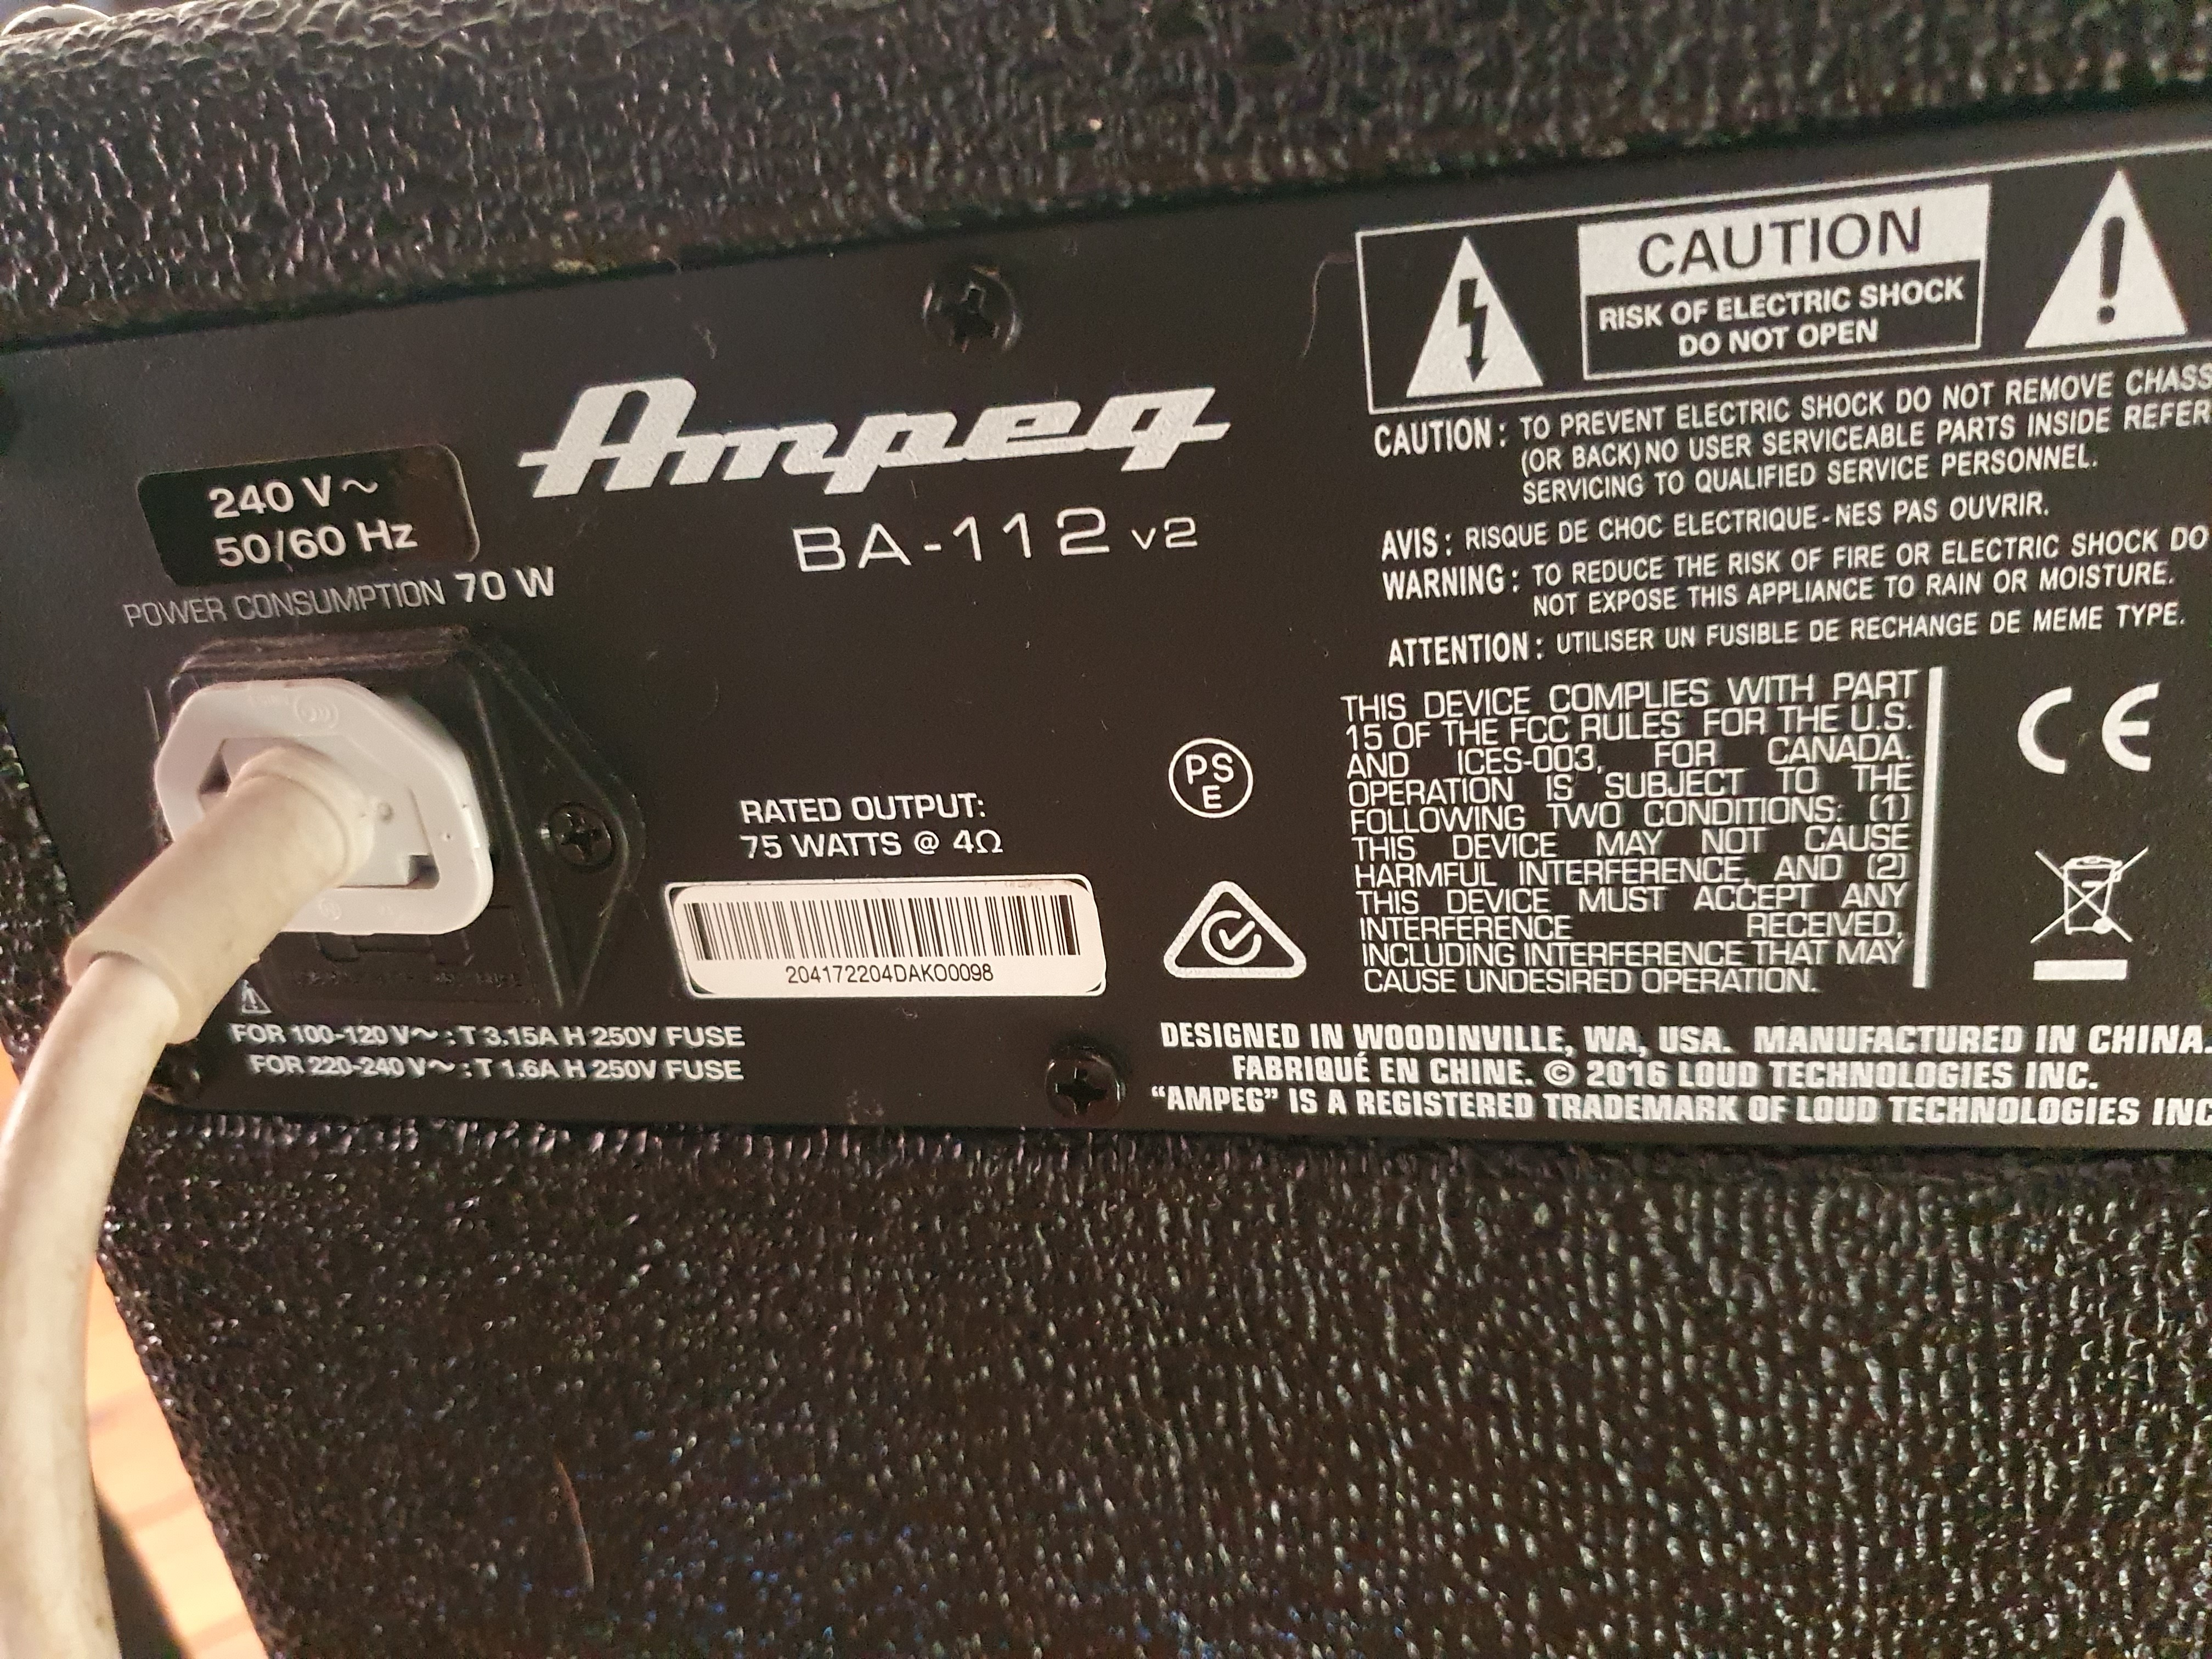 240 V~
50/60 Hz
POWER CONSUMPTION 70 W
Ampeg
BA-112 v2
RATED OUTPUT:
75 WATTS @ 4Ω
204172204DAKO0098
FOR 100-120 V~ : T 3.15A H 250V FUSE
FOR 220-240 V~ : T 1.6A H 250V FUSE
PS
E
CAUTION
RISK OF ELECTRIC SHOCK
DO NOT OPEN
CAUTION : TO PREVENT ELECTRIC SHOCK DO NOT REMOVE CHASS
(OR BACK) NO USER SERVICEABLE PARTS INSIDE REFER
SERVICING TO QUALIFIED SERVICE PERSONNEL.
AVIS : RISQUE DE CHOC ELECTRIQUE-NES PAS OUVRIR.
WARNING : TO REDUCE THE RISK OF FIRE OR ELECTRIC SHOCK DO
NOT EXPOSE THIS APPLIANCE TO RAIN OR MOISTURE.
ATTENTION : UTILISER UN FUSIBLE DE RECHANGE DE MEME TYPE.
THIS DEVICE COMPLIES WITH PART
15 OF THE FCC RULES FOR THE U.S.
AND ICES-003, FOR CANADA.
OPERATION IS SUBJECT TO THE
FOLLOWING TWO CONDITIONS: (1)
THIS DEVICE MAY NOT CAUSE
HARMFUL INTERFERENCE, AND (2)
THIS DEVICE MUST ACCEPT ANY
INTERFERENCE RECEIVED,
INCLUDING INTERFERENCE THAT MAY
CAUSE UNDESIRED OPERATION.
CE
DESIGNED IN WOODINVILLE, WA, USA. MANUFACTURED IN CHINA.
FABRIQUÉ EN CHINE. © 2016 LOUD TECHNOLOGIES INC.
“AMPEG” IS A REGISTERED TRADEMARK OF LOUD TECHNOLOGIES INC